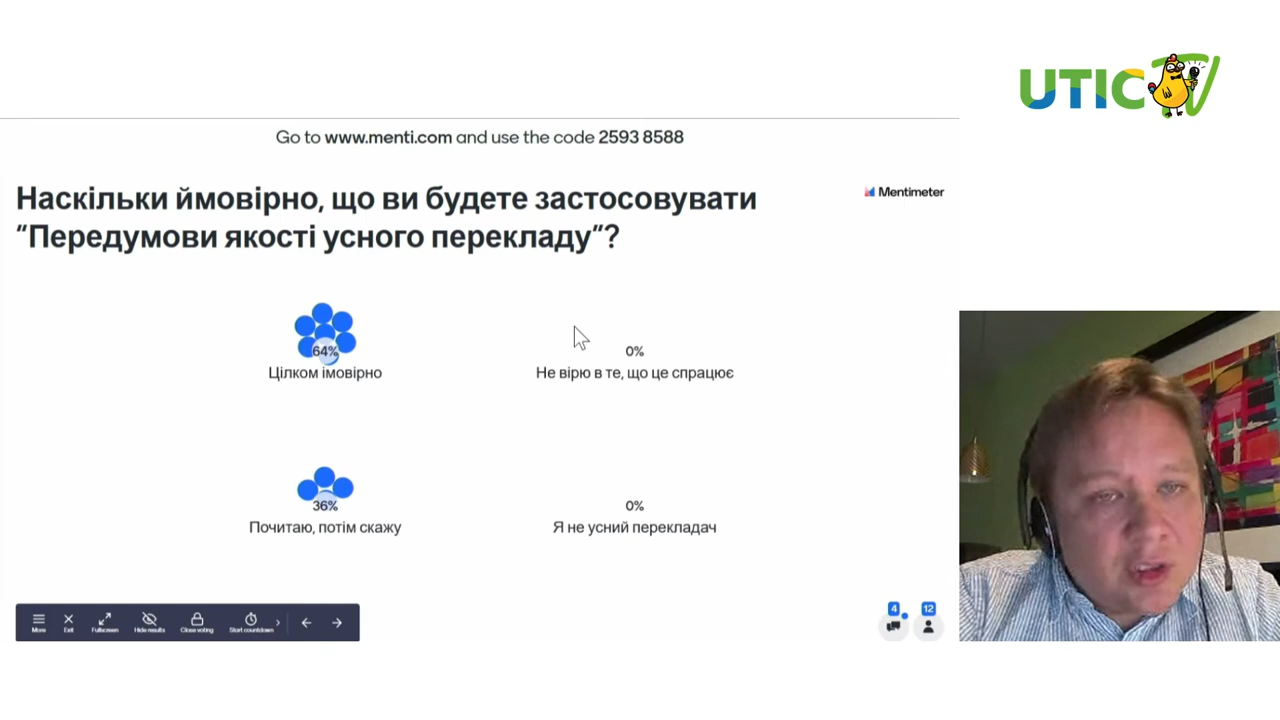 UTIC TV
Go to www.menti.com and use the code 2593 8588
Наскільки ймовірно, що ви будете застосовувати
“Передумови якості усного перекладу”?
Mentimeter
64%
Цілком імовірно
0%
Не вірю в те, що це спрацює
36%
Почитаю, потім скажу
0%
Я не усний перекладач
More
Exit
Fullscreen
Hide results
Close voting
Start countdown
4
12